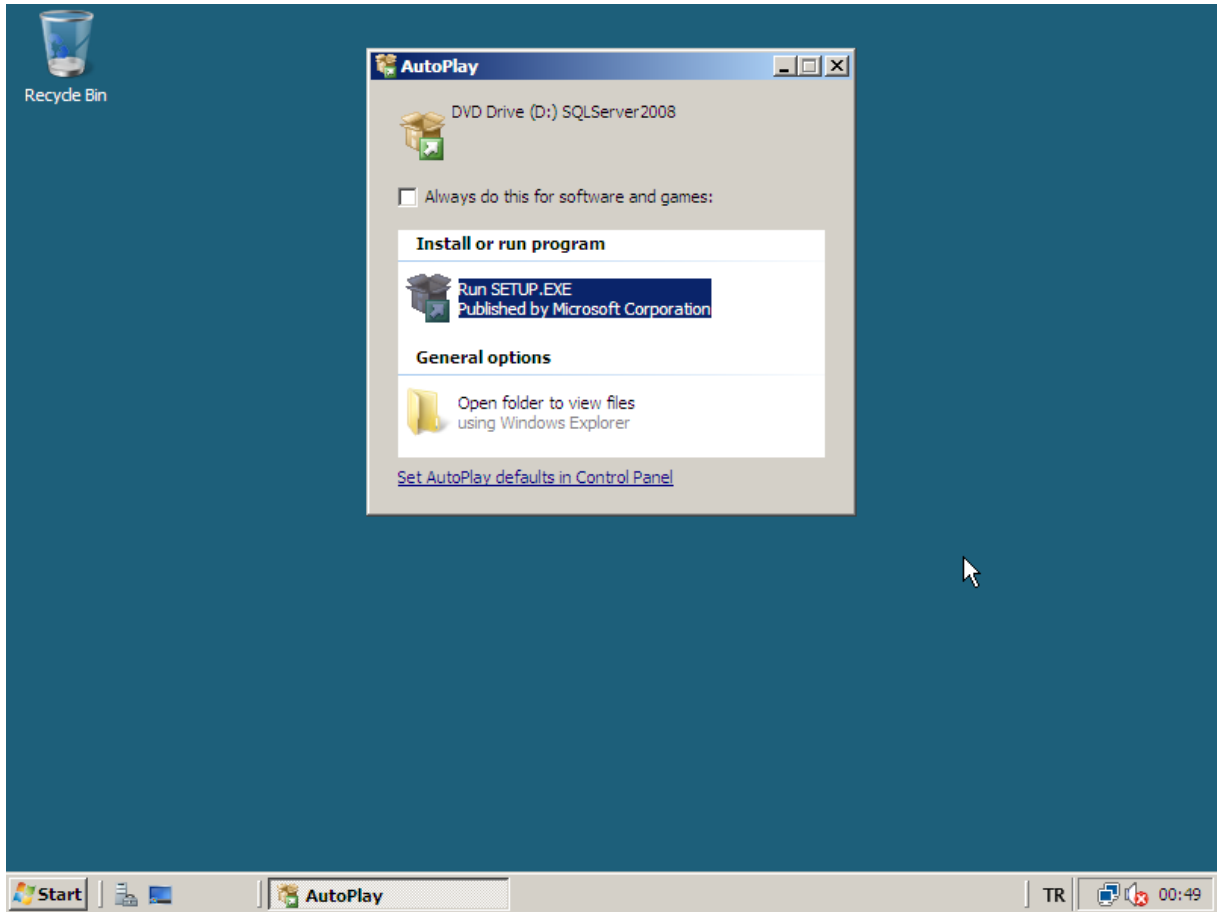 Recycle Bin
AutoPlay
DVD Drive (D:) SQLServer2008
Always do this for software and games:
Install or run program
Run SETUP.EXE
Published by Microsoft Corporation
General options
Open folder to view files
using Windows Explorer
Set AutoPlay defaults in Control Panel
Start
AutoPlay
TR
00:49